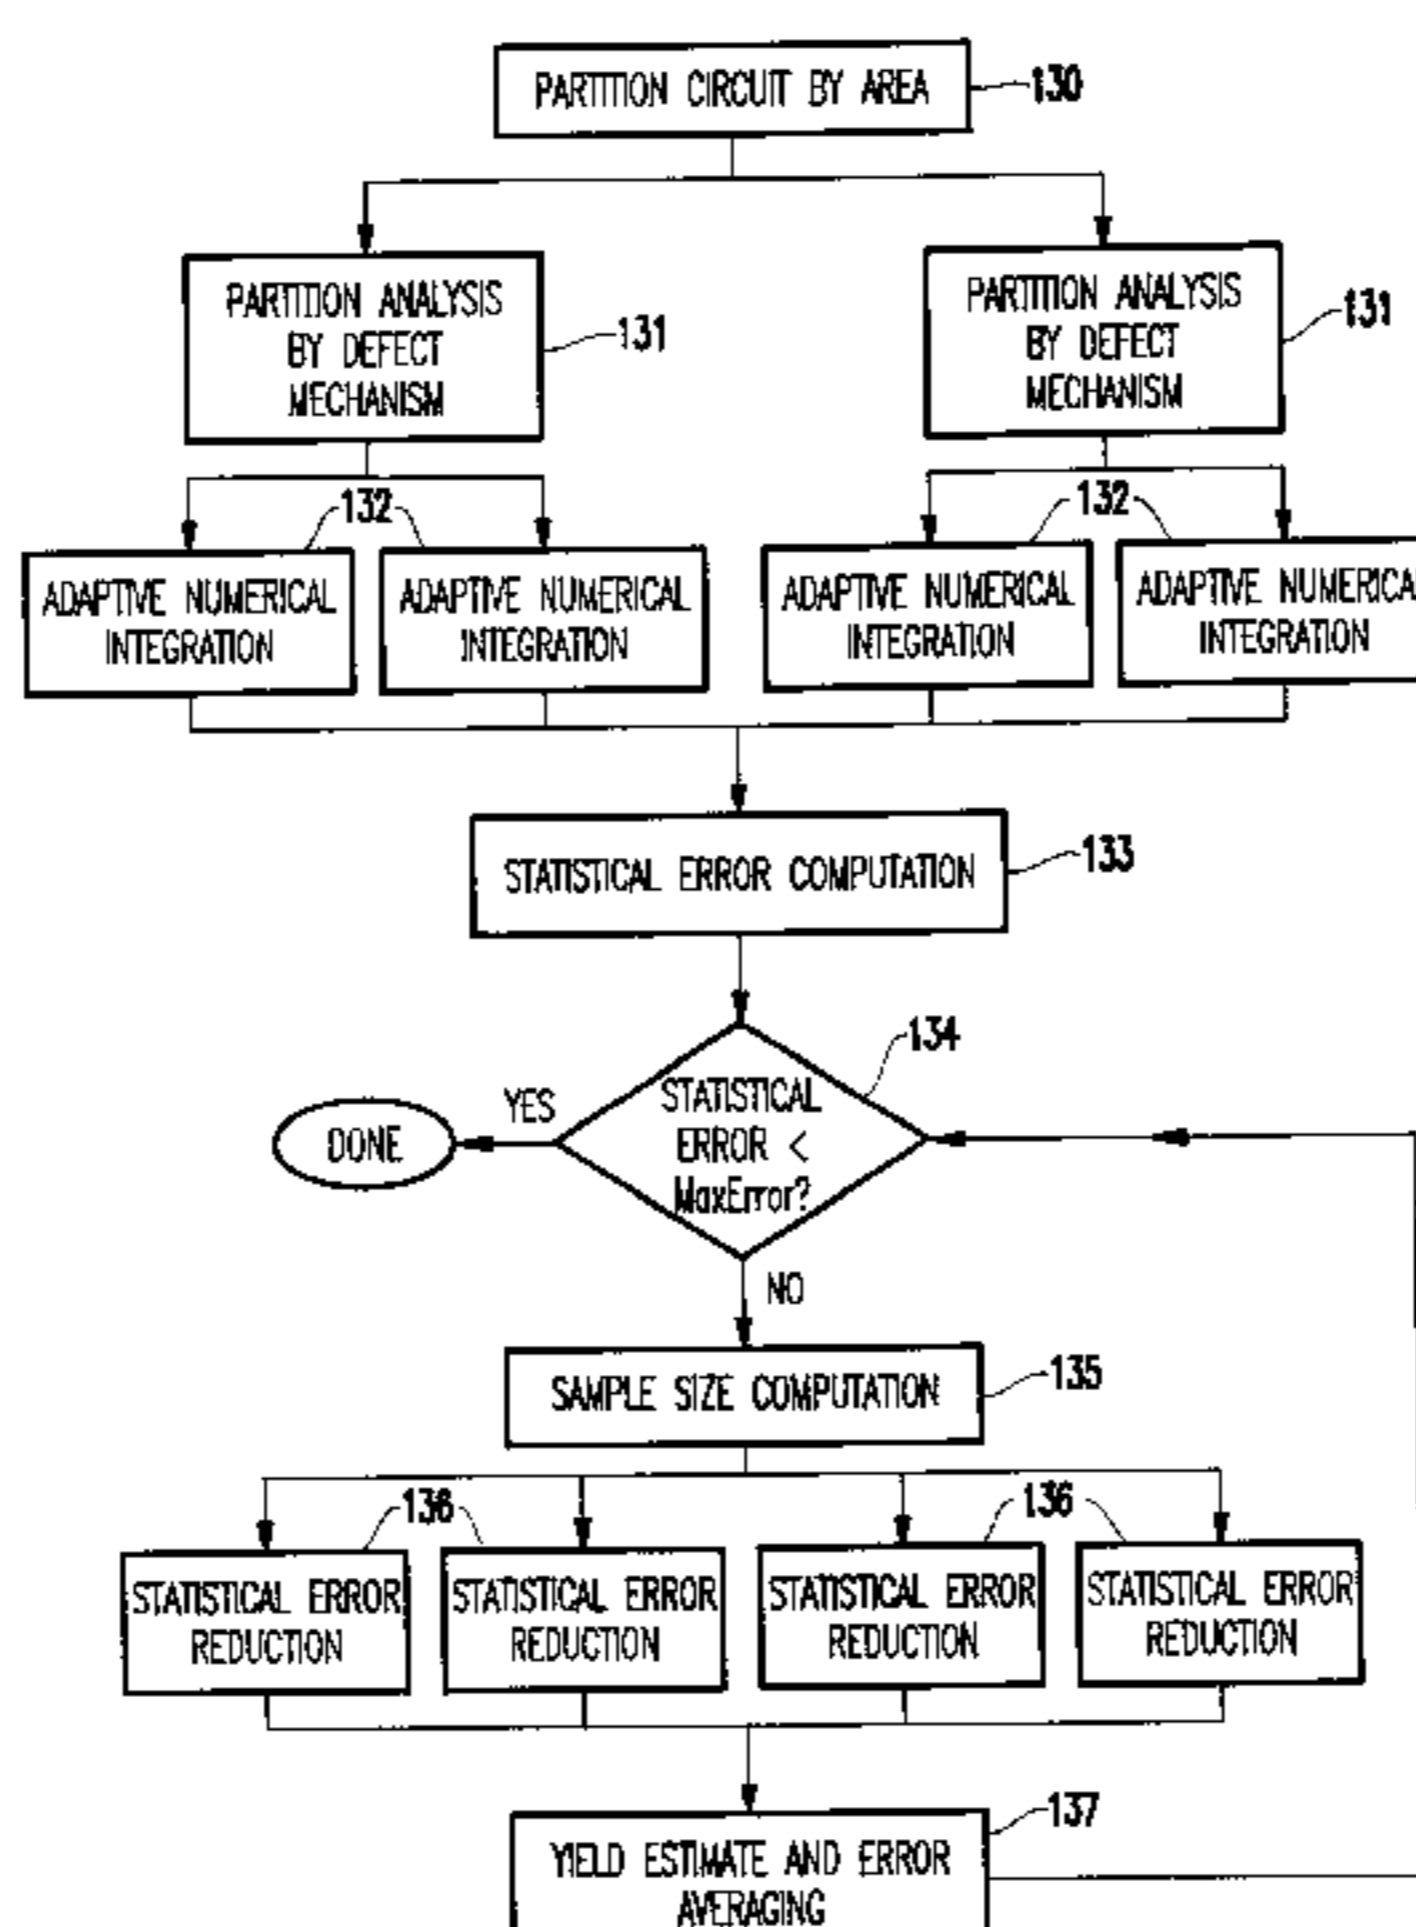 PARTITION CIRCUIT BY AREA
130
PARTITION ANALYSIS
BY DEFECT
MECHANISM
131
PARTITION ANALYSIS
BY DEFECT
MECHANISM
131
132
132
ADAPTIVE NUMERICAL
INTEGRATION
ADAPTIVE NUMERICAL
INTEGRATION
ADAPTIVE NUMERICAL
INTEGRATION
ADAPTIVE NUMERICAL
INTEGRATION
STATISTICAL ERROR COMPUTATION
133
134
STATISTICAL
ERROR <
MaxError?
YES
DONE
NO
SAMPLE SIZE COMPUTATION
135
136
136
STATISTICAL ERROR
REDUCTION
STATISTICAL ERROR
REDUCTION
STATISTICAL ERROR
REDUCTION
STATISTICAL ERROR
REDUCTION
137
YIELD ESTIMATE AND ERROR
AVERAGING